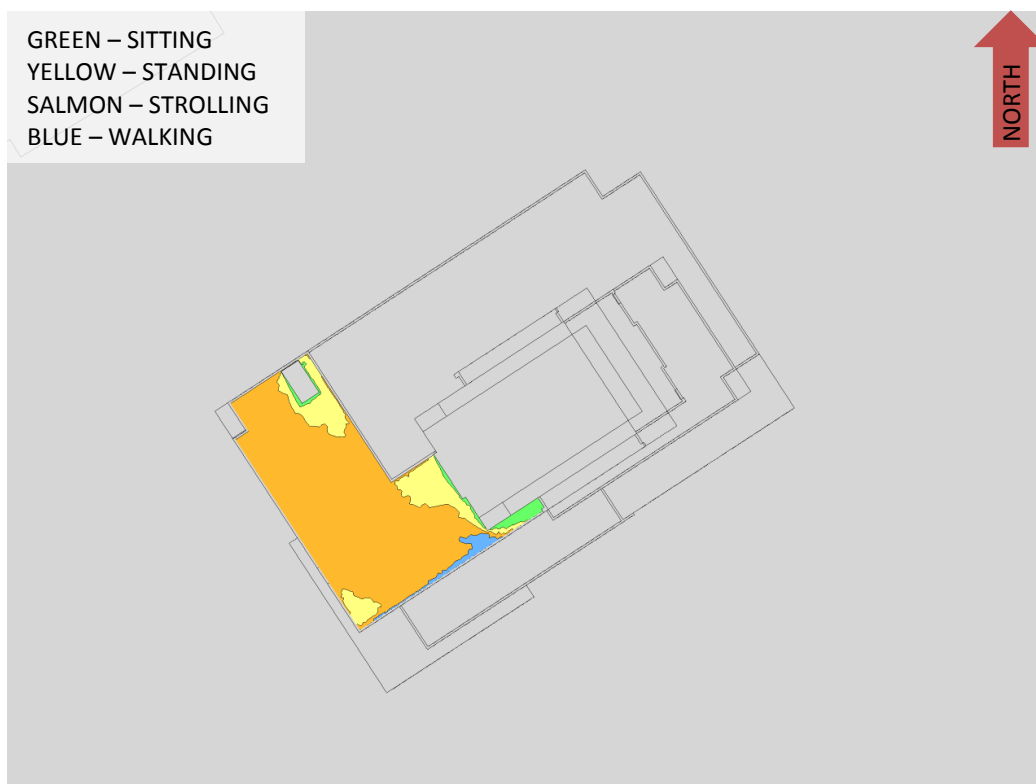 GREEN – SITTING
YELLOW – STANDING
SALMON – STROLLING
BLUE – WALKING
NORTH